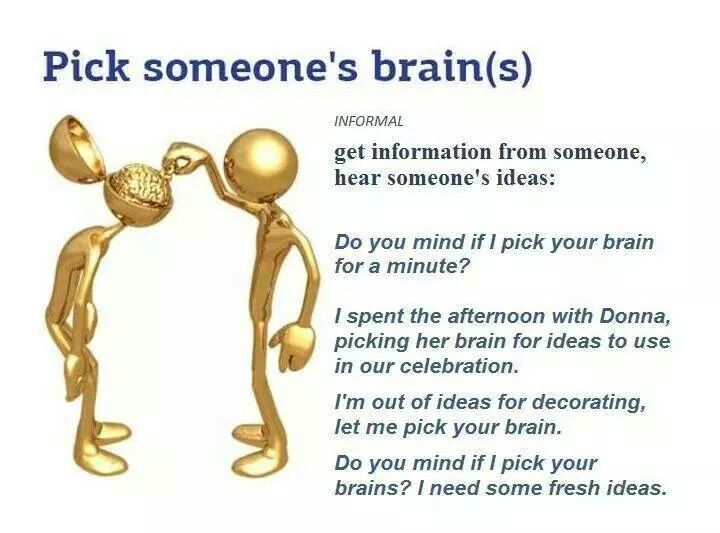 Pick someone's brain(s)
INFORMAL
get information from someone,
hear someone's ideas:
Do you mind if I pick your brain
for a minute?
I spent the afternoon with Donna,
picking her brain for ideas to use
in our celebration.
I'm out of ideas for decorating,
let me pick your brain.
Do you mind if I pick your
brains? I need some fresh ideas.